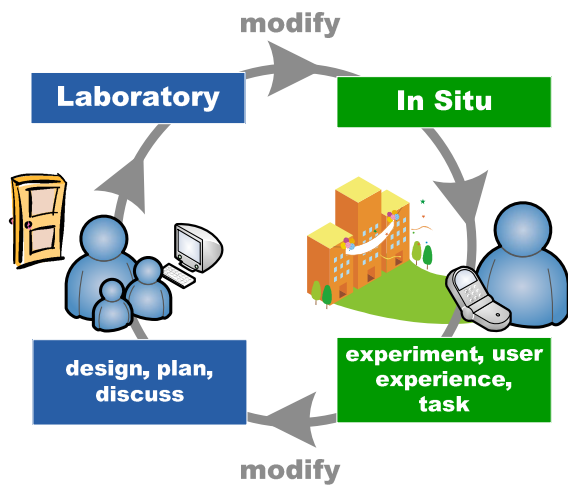 modify
Laboratory
In Situ
design, plan,
discuss
experiment, user
experience,
task
modify